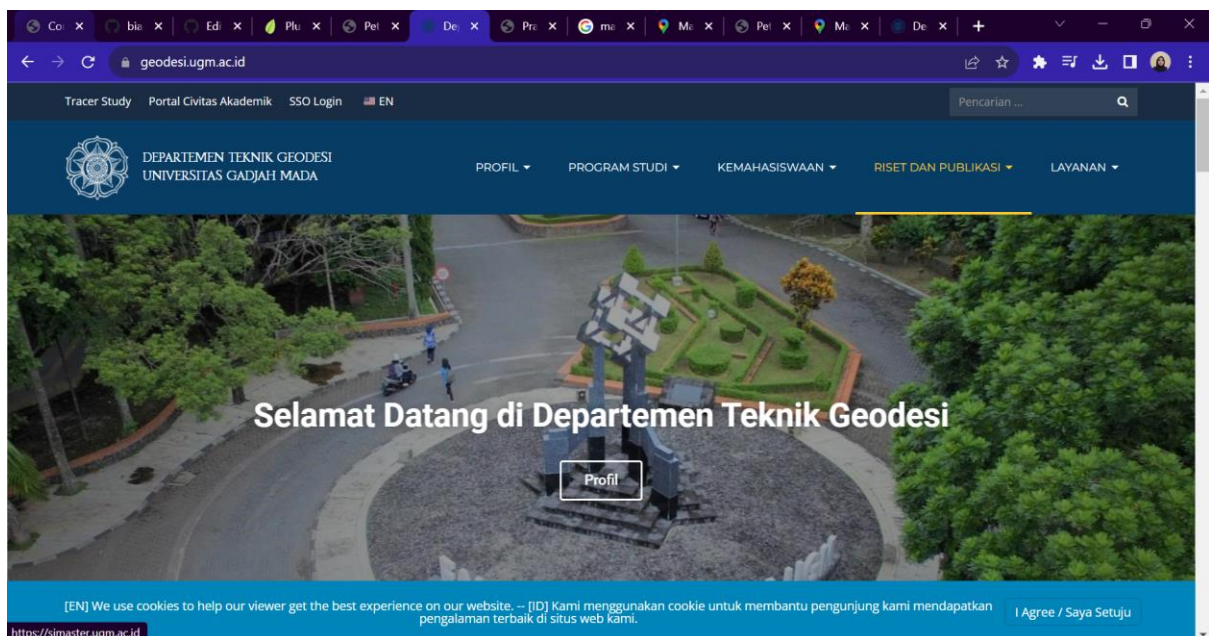 Co
bia
Edi
Plu
Pet
De
Pra
ma
Ma
Pet
Ma
De
geodesi.ugm.ac.id
Tracer Study Portal Civitas Akademik SSO Login EN
Pencarian ...
DEPARTEMEN TEKNIK GEODESI
UNIVERSITAS GADJAH MADA
PROFIL PROGRAM STUDI KEMAHASISWAAN RISET DAN PUBLIKASI LAYANAN
Selamat Datang di Departemen Teknik Geodesi
Profil
[EN] We use cookies to help our viewer get the best experience on our website. -- [ID] Kami menggunakan cookie untuk membantu pengunjung kami mendapatkan
pengalaman terbaik di situs web kami.
I Agree / Saya Setuju
https://simaster.ugm.ac.id